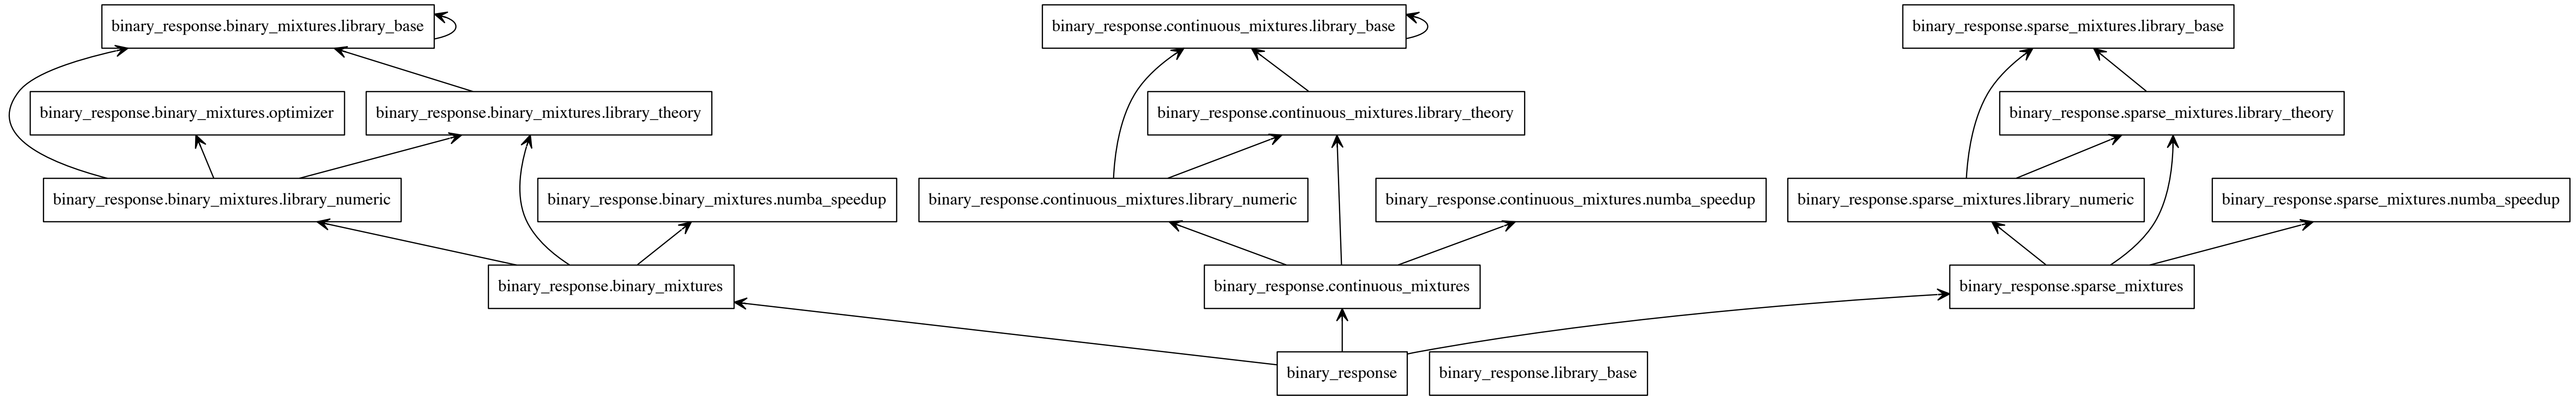 binary_response.binary_mixtures.library_base
binary_response.continuous_mixtures.library_base
binary_response.sparse_mixtures.library_base
binary_response.binary_mixtures.optimizer
binary_response.binary_mixtures.library_theory
binary_response.continuous_mixtures.library_theory
binary_response.sparse_mixtures.library_theory
binary_response.binary_mixtures.library_numeric
binary_response.binary_mixtures.numba_speedup
binary_response.continuous_mixtures.library_numeric
binary_response.continuous_mixtures.numba_speedup
binary_response.sparse_mixtures.library_numeric
binary_response.sparse_mixtures.numba_speedup
binary_response.binary_mixtures
binary_response.continuous_mixtures
binary_response.sparse_mixtures
binary_response
binary_response.library_base